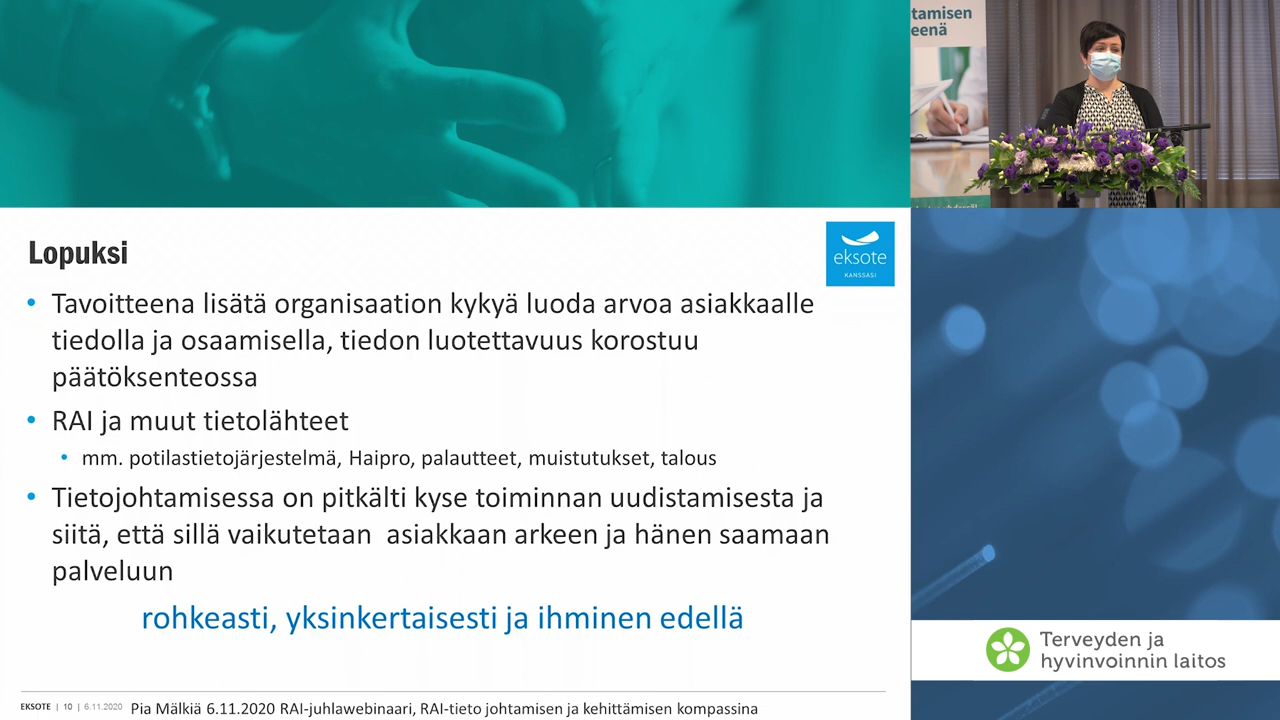 tamisen
eenä
Lopuksi
eksote
KANSSASI
• Tavoitteena lisätä organisaation kykyä luoda arvoa asiakkaalle
tiedolla ja osaamisella, tiedon luotettavuus korostuu
päätöksenteossa
• RAI ja muut tietolähteet
• mm. potilastietojärjestelmä, Haipro, palautteet, muistutukset, talous
• Tietojohtamisessa on pitkälti kyse toiminnan uudistamisesta ja
siitä, että sillä vaikutetaan asiakkaan arkeen ja hänen saamaan
palveluun
rohkeasti, yksinkertaisesti ja ihminen edellä
Terveyden ja
hyvinvoinnin laitos
EKSOTE | 10 | 6.11.2020 Pia Mälkiä 6.11.2020 RAI-juhlawebinaari, RAI-tieto johtamisen ja kehittämisen kompassina